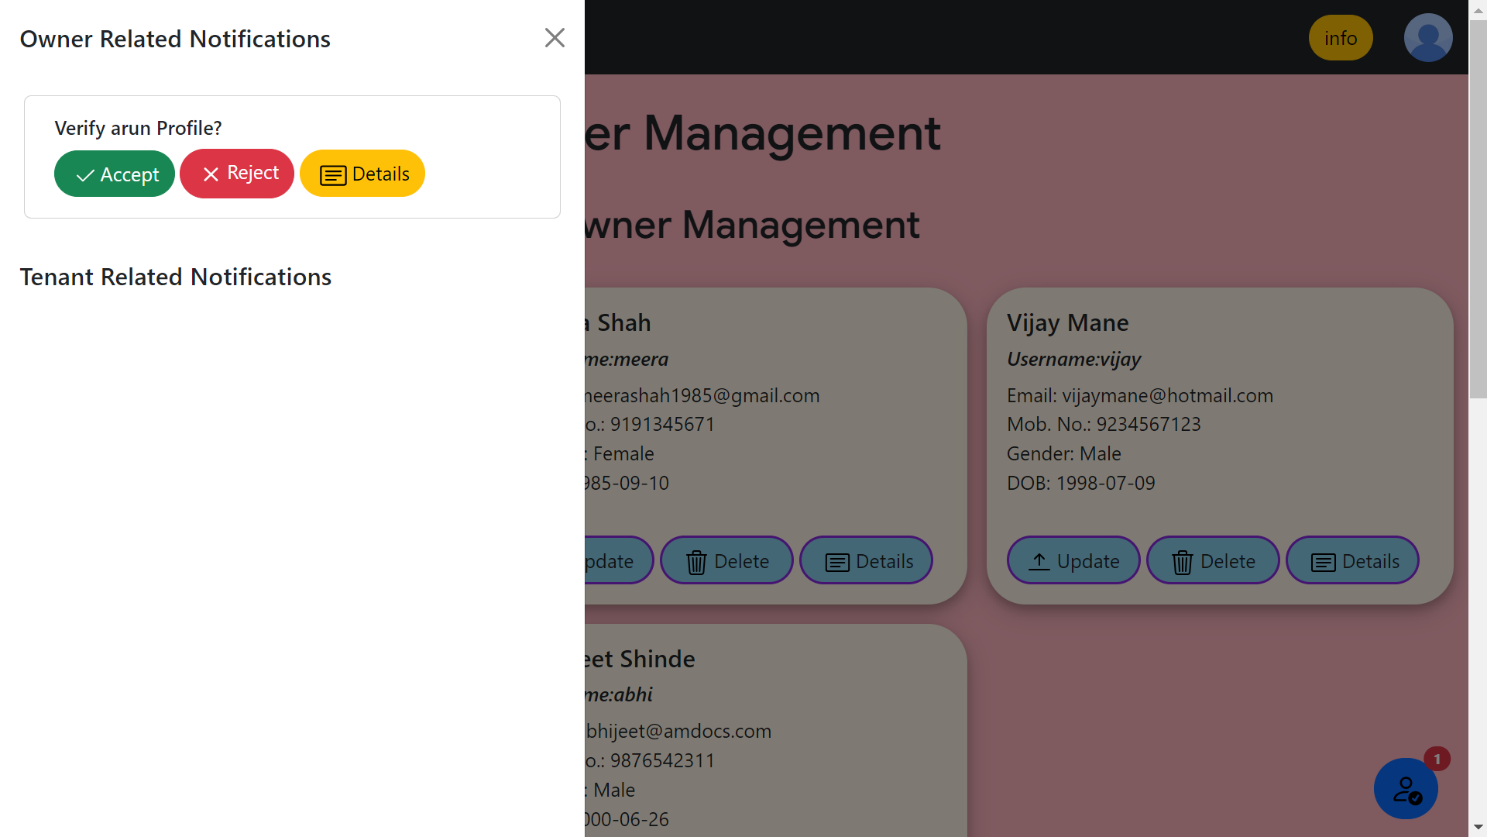 Owner Related Notifications
Verify arun Profile?
Accept Reject Details
Tenant Related Notifications
info
er Management
wner Management
Shah
me:meera
meerashah1985@gmail.com
o.: 9191345671
: Female
985-09-10
pdate Delete Details
Vijay Mane
Username:vijay
Email: vijaymane@hotmail.com
Mob. No.: 9234567123
Gender: Male
DOB: 1998-07-09
Update Delete Details
eet Shinde
me:abhi
bhijeet@amdocs.com
o.: 9876542311
: Male
000-06-26
1